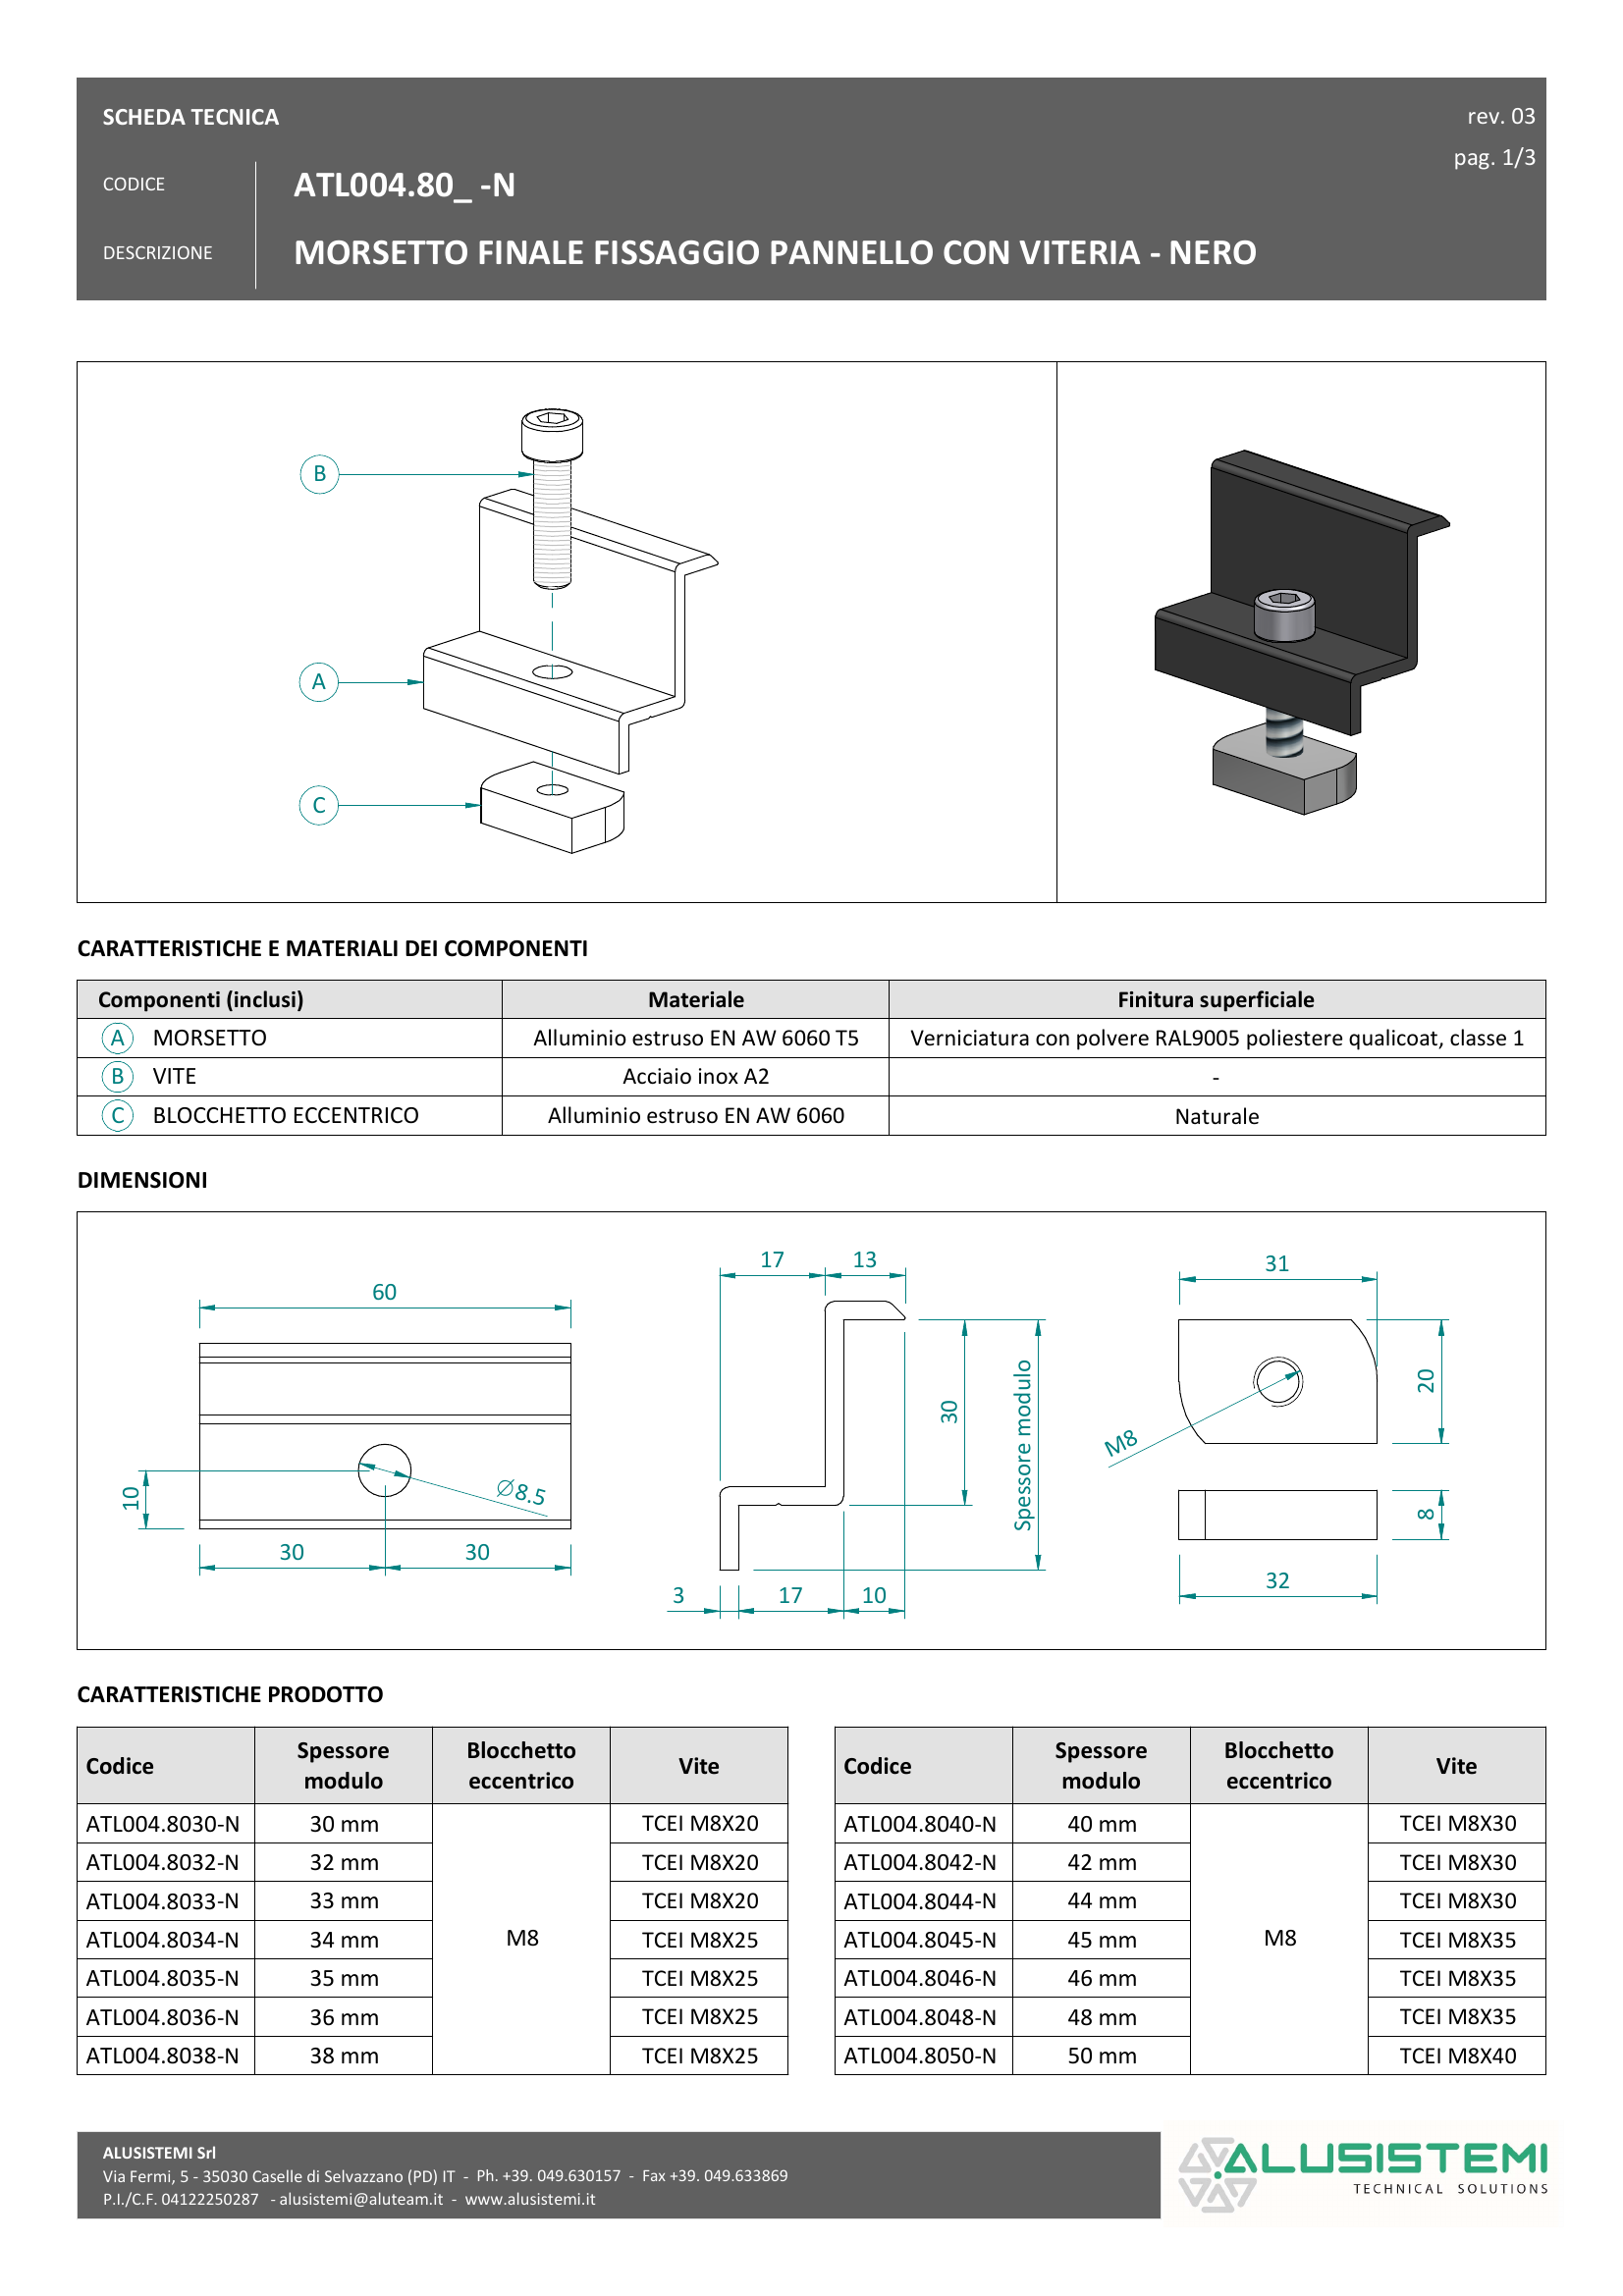 SCHEDA TECNICA
rev. 03
pag. 1/3
CODICE
ATL004.80_ -N
DESCRIZIONE
MORSETTO FINALE FISSAGGIO PANNELLO CON VITERIA - NERO
B
A
C
CARATTERISTICHE E MATERIALI DEI COMPONENTI
Componenti (inclusi) Materiale Finitura superficiale
A MORSETTO Alluminio estruso EN AW 6060 T5 Verniciatura con polvere RAL9005 poliestere qualicoat, classe 1
B VITE Acciaio inox A2 -
C BLOCCHETTO ECCENTRICO Alluminio estruso EN AW 6060 Naturale
DIMENSIONI
60
10
Ø8.5
30 30
17 13
30
Spessore modulo
3 17 10
31
20
M8
8
32
CARATTERISTICHE PRODOTTO
Codice Spessore modulo Blocchetto eccentrico Vite
ATL004.8030-N 30 mm TCEI M8X20
ATL004.8032-N 32 mm TCEI M8X20
ATL004.8033-N 33 mm TCEI M8X20
ATL004.8034-N 34 mm M8 TCEI M8X25
ATL004.8035-N 35 mm TCEI M8X25
ATL004.8036-N 36 mm TCEI M8X25
ATL004.8038-N 38 mm TCEI M8X25
Codice Spessore modulo Blocchetto eccentrico Vite
ATL004.8040-N 40 mm TCEI M8X30
ATL004.8042-N 42 mm TCEI M8X30
ATL004.8044-N 44 mm TCEI M8X30
ATL004.8045-N 45 mm M8 TCEI M8X35
ATL004.8046-N 46 mm TCEI M8X35
ATL004.8048-N 48 mm TCEI M8X35
ATL004.8050-N 50 mm TCEI M8X40
ALUSISTEMI Srl
Via Fermi, 5 - 35030 Caselle di Selvazzano (PD) IT - Ph. +39. 049.630157 - Fax +39. 049.633869
P.I./C.F. 04122250287 - alusistemi@aluteam.it - www.alusistemi.it
ALUSISTEMI
TECHNICAL SOLUTIONS